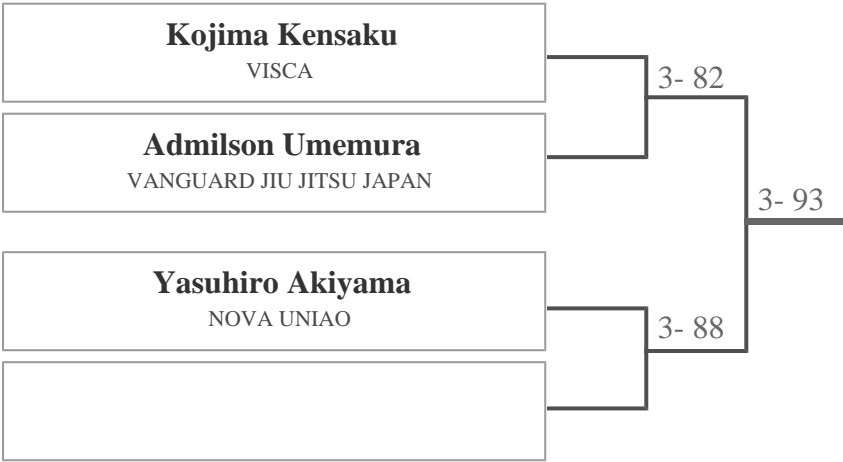 Kojima Kensaku
VISCA
3- 82
Admilson Umemura
VANGUARD JIU JITSU JAPAN
3- 93
Yasuhiro Akiyama
NOVA UNIAO
3- 88